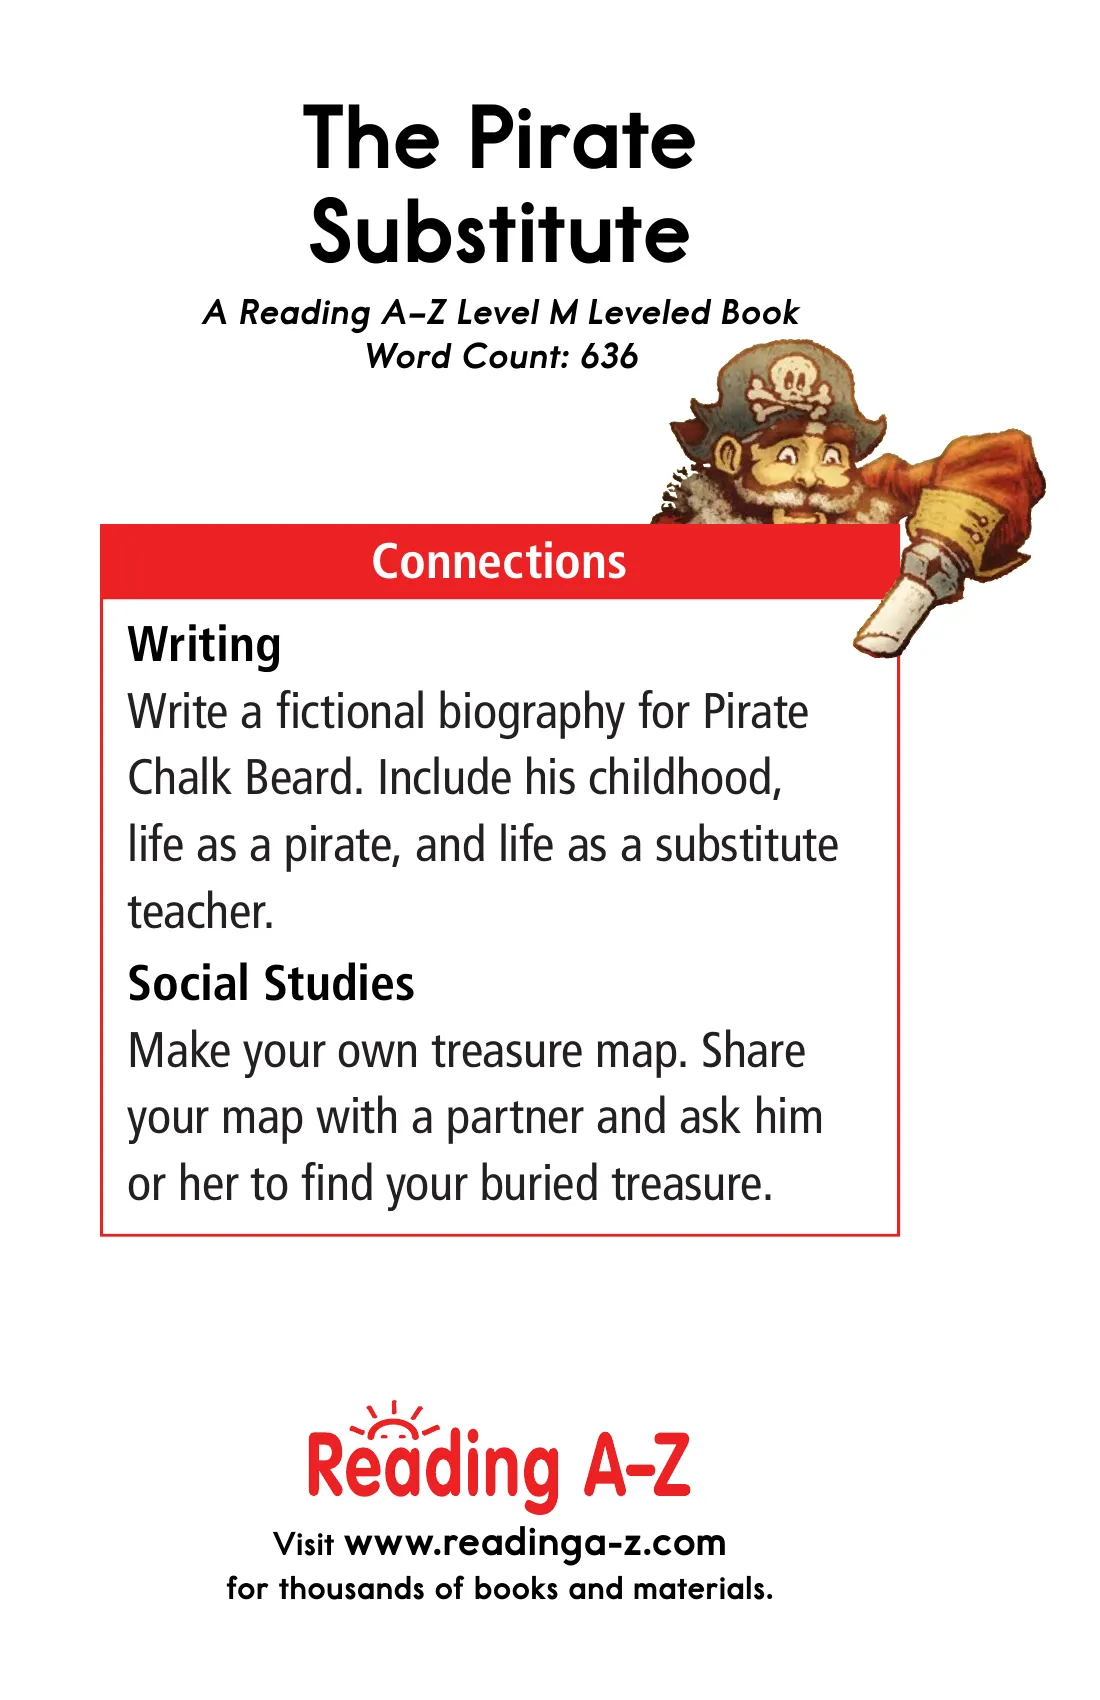 The Pirate
Substitute
A Reading A–Z Level M Leveled Book
Word Count: 636
Connections
Writing
Write a fictional biography for Pirate
Chalk Beard. Include his childhood,
life as a pirate, and life as a substitute
teacher.
Social Studies
Make your own treasure map. Share
your map with a partner and ask him
or her to find your buried treasure.
Reading A–Z
Visit www.readinga-z.com
for thousands of books and materials.